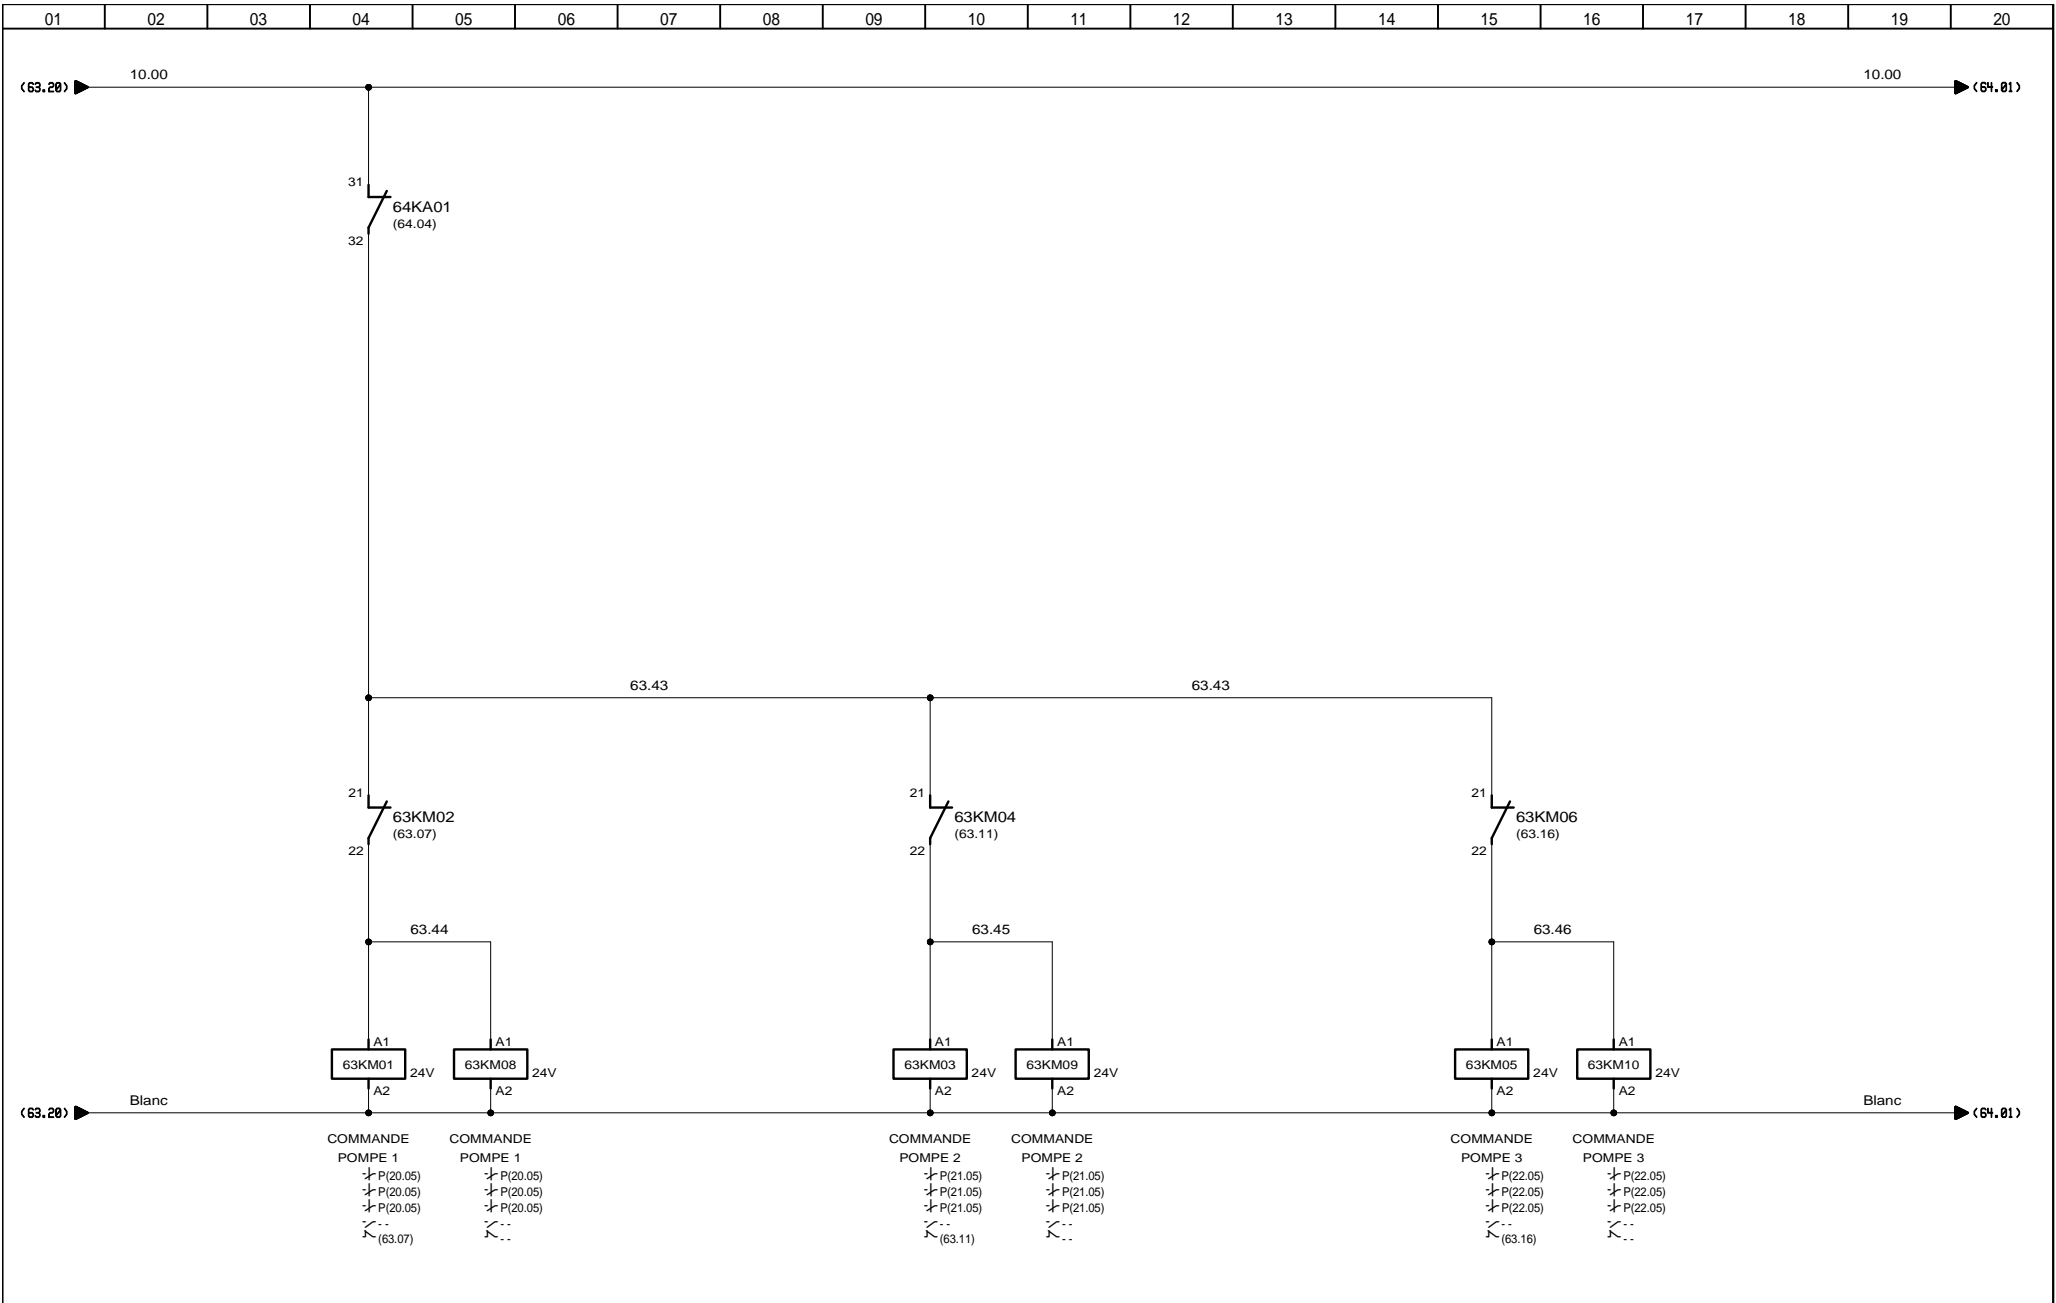 01 02 03 04 05 06 07 08 09 10 11 12 13 14 15 16 17 18 19 20
10.00 10.00
(63.20) (64.01)
31
64KA01
(64.04)
32
63.43 63.43
21 21 21
63KM02 63KM04 63KM06
(63.07) (63.11) (63.16)
22 22 22
63.44 63.45 63.46
A1 A1 A1 A1 A1 A1
63KM01 24V 63KM08 24V 63KM03 24V 63KM09 24V 63KM05 24V 63KM10 24V
A2 A2 A2 A2 A2 A2
Blanc Blanc
(63.20) (64.01)
COMMANDE COMMANDE COMMANDE COMMANDE COMMANDE COMMANDE
POMPE 1 POMPE 1 POMPE 2 POMPE 2 POMPE 3 POMPE 3
P(20.05) P(20.05) P(21.05) P(21.05) P(22.05) P(22.05)
P(20.05) P(20.05) P(21.05) P(21.05) P(22.05) P(22.05)
P(20.05) P(20.05) P(21.05) P(21.05) P(22.05) P(22.05)
-- -- -- -- -- --
(63.07) -- (63.11) -- (63.16) --